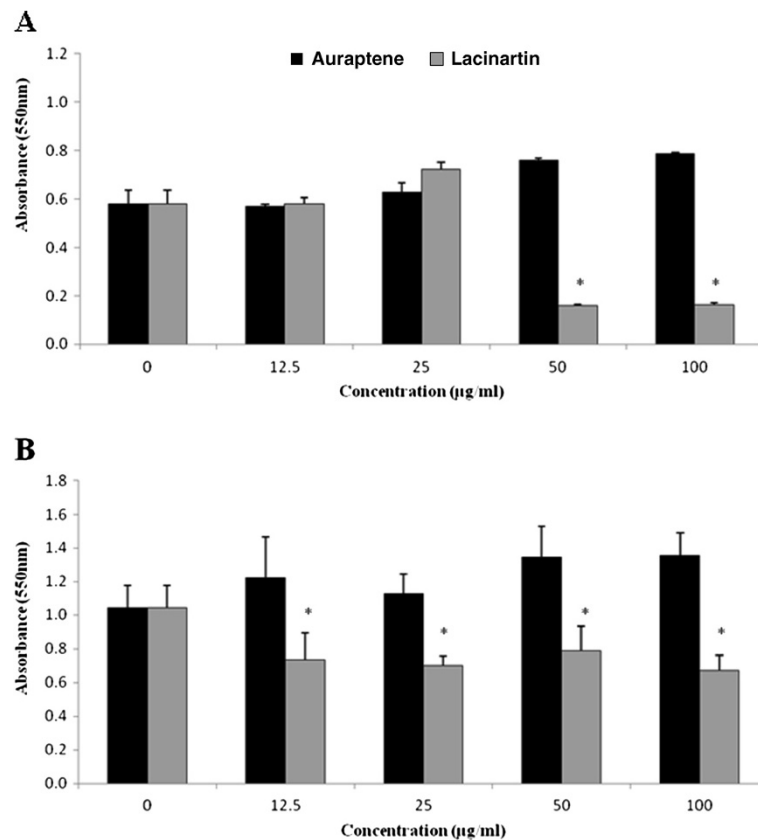 A
Auraptene Lacinartin
1.2
1.0
0.8
0.6
0.4
0.2
0.0
Absorbance (550nm)
* *
0 12.5 25 50 100
Concentration (µg/ml)
B
1.8
1.6
1.4
1.2
1.0
0.8
0.6
0.4
0.2
0.0
Absorbance (550nm)
* * * *
0 12.5 25 50 100
Concentration (µg/ml)